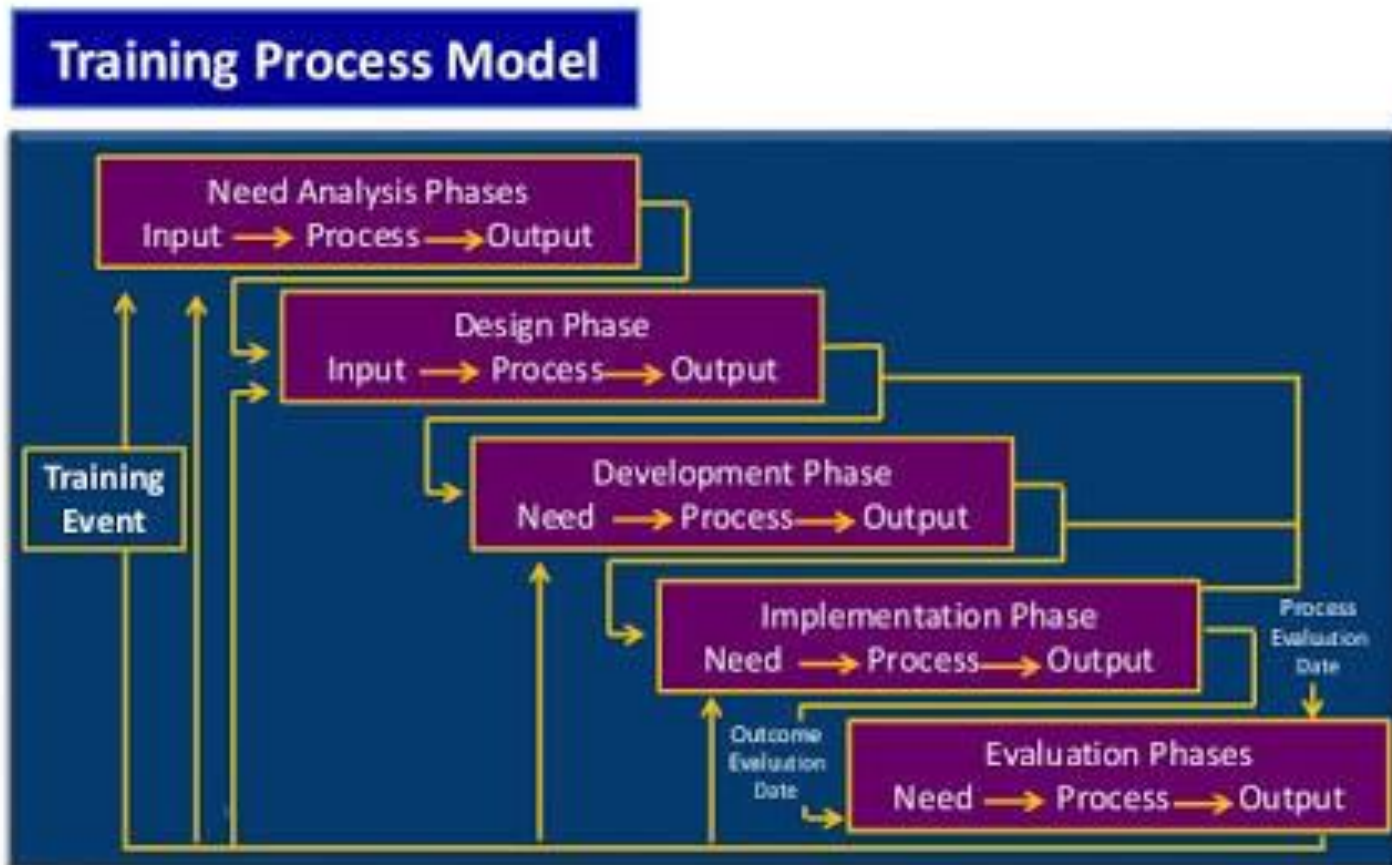 Training Process Model
Need Analysis Phases
Input Process Output
Design Phase
Input Process Output
Training
Event
Development Phase
Need Process Output
Implementation Phase
Need Process Output
Process
Evaluation
Date
Outcome
Evaluation
Date
Evaluation Phases
Need Process Output